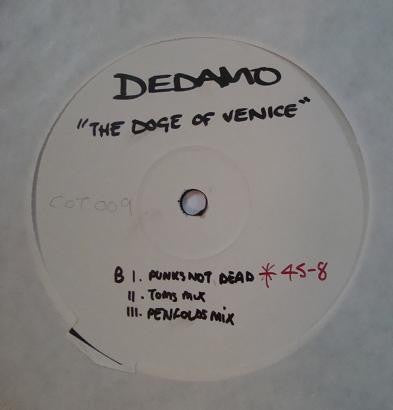 DEDAMO
"THE DOGE OF VENICE"
COT 009
B I. PUNKS NOT DEAD * 45-8
II. TOMS MIX
III. PENFOLDS MIX